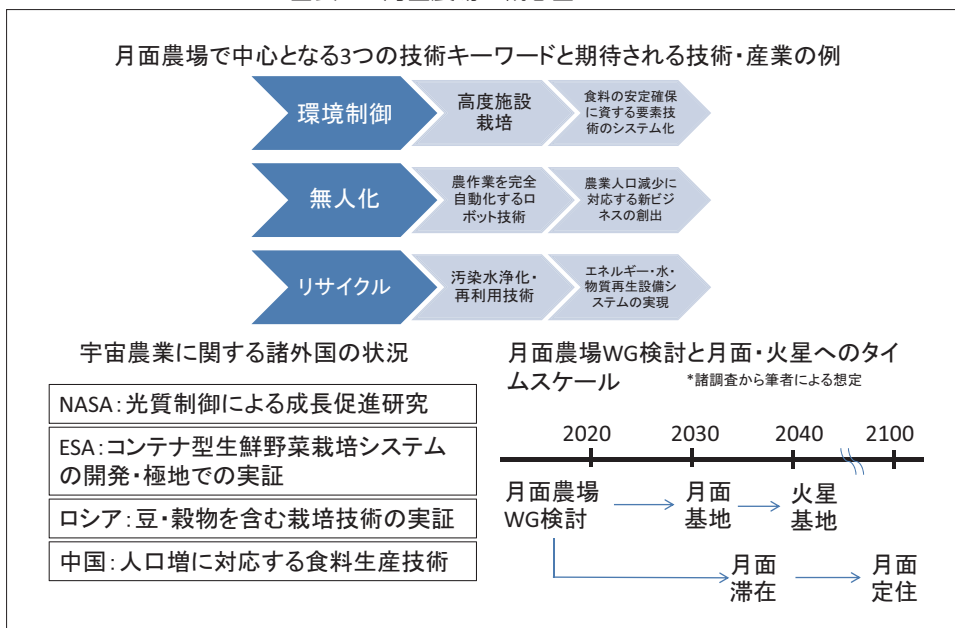 月面農場で中心となる3つの技術キーワードと期待される技術・産業の例
環境制御
高度施設
栽培
食料の安定確保
に資する要素技
術のシステム化
無人化
農作業を完全
自動化するロ
ボット技術
農業人口減少に
対応する新ビジ
ネスの創出
リサイクル
汚染水浄化・
再利用技術
エネルギー・水・
物質再生設備シ
ステムの実現
宇宙農業に関する諸外国の状況
NASA：光質制御による成長促進研究
ESA：コンテナ型生鮮野菜栽培システム
の開発・極地での実証
ロシア：豆・穀物を含む栽培技術の実証
中国：人口増に対応する食料生産技術
月面農場WG検討と月面・火星へのタイ
ムスケール
*諸調査から筆者による想定
2020 2030 2040 2100
月面農場
WG検討
月面
基地
火星
基地
月面
滞在
月面
定住